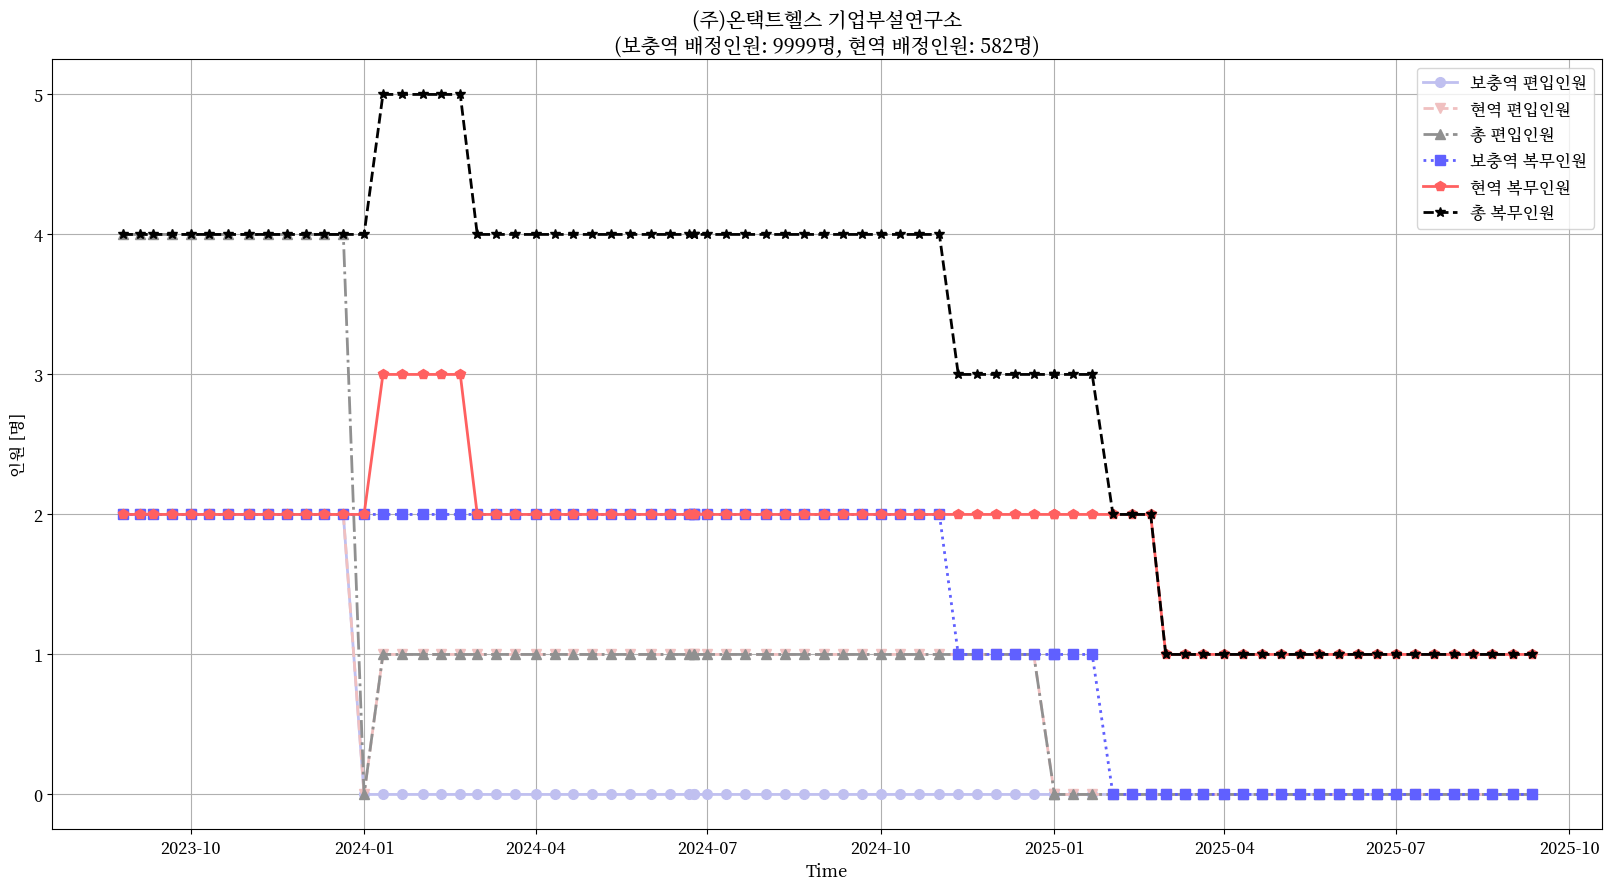 (주)온택트헬스 기업부설연구소
(보충역 배정인원: 9999명, 현역 배정인원: 582명)
보충역 편입인원
현역 편입인원
총 편입인원
보충역 복무인원
현역 복무인원
총 복무인원
인원 [명]
5
4
3
2
1
0
2023-10
2024-01
2024-04
2024-07
2024-10
2025-01
2025-04
2025-07
2025-10
Time